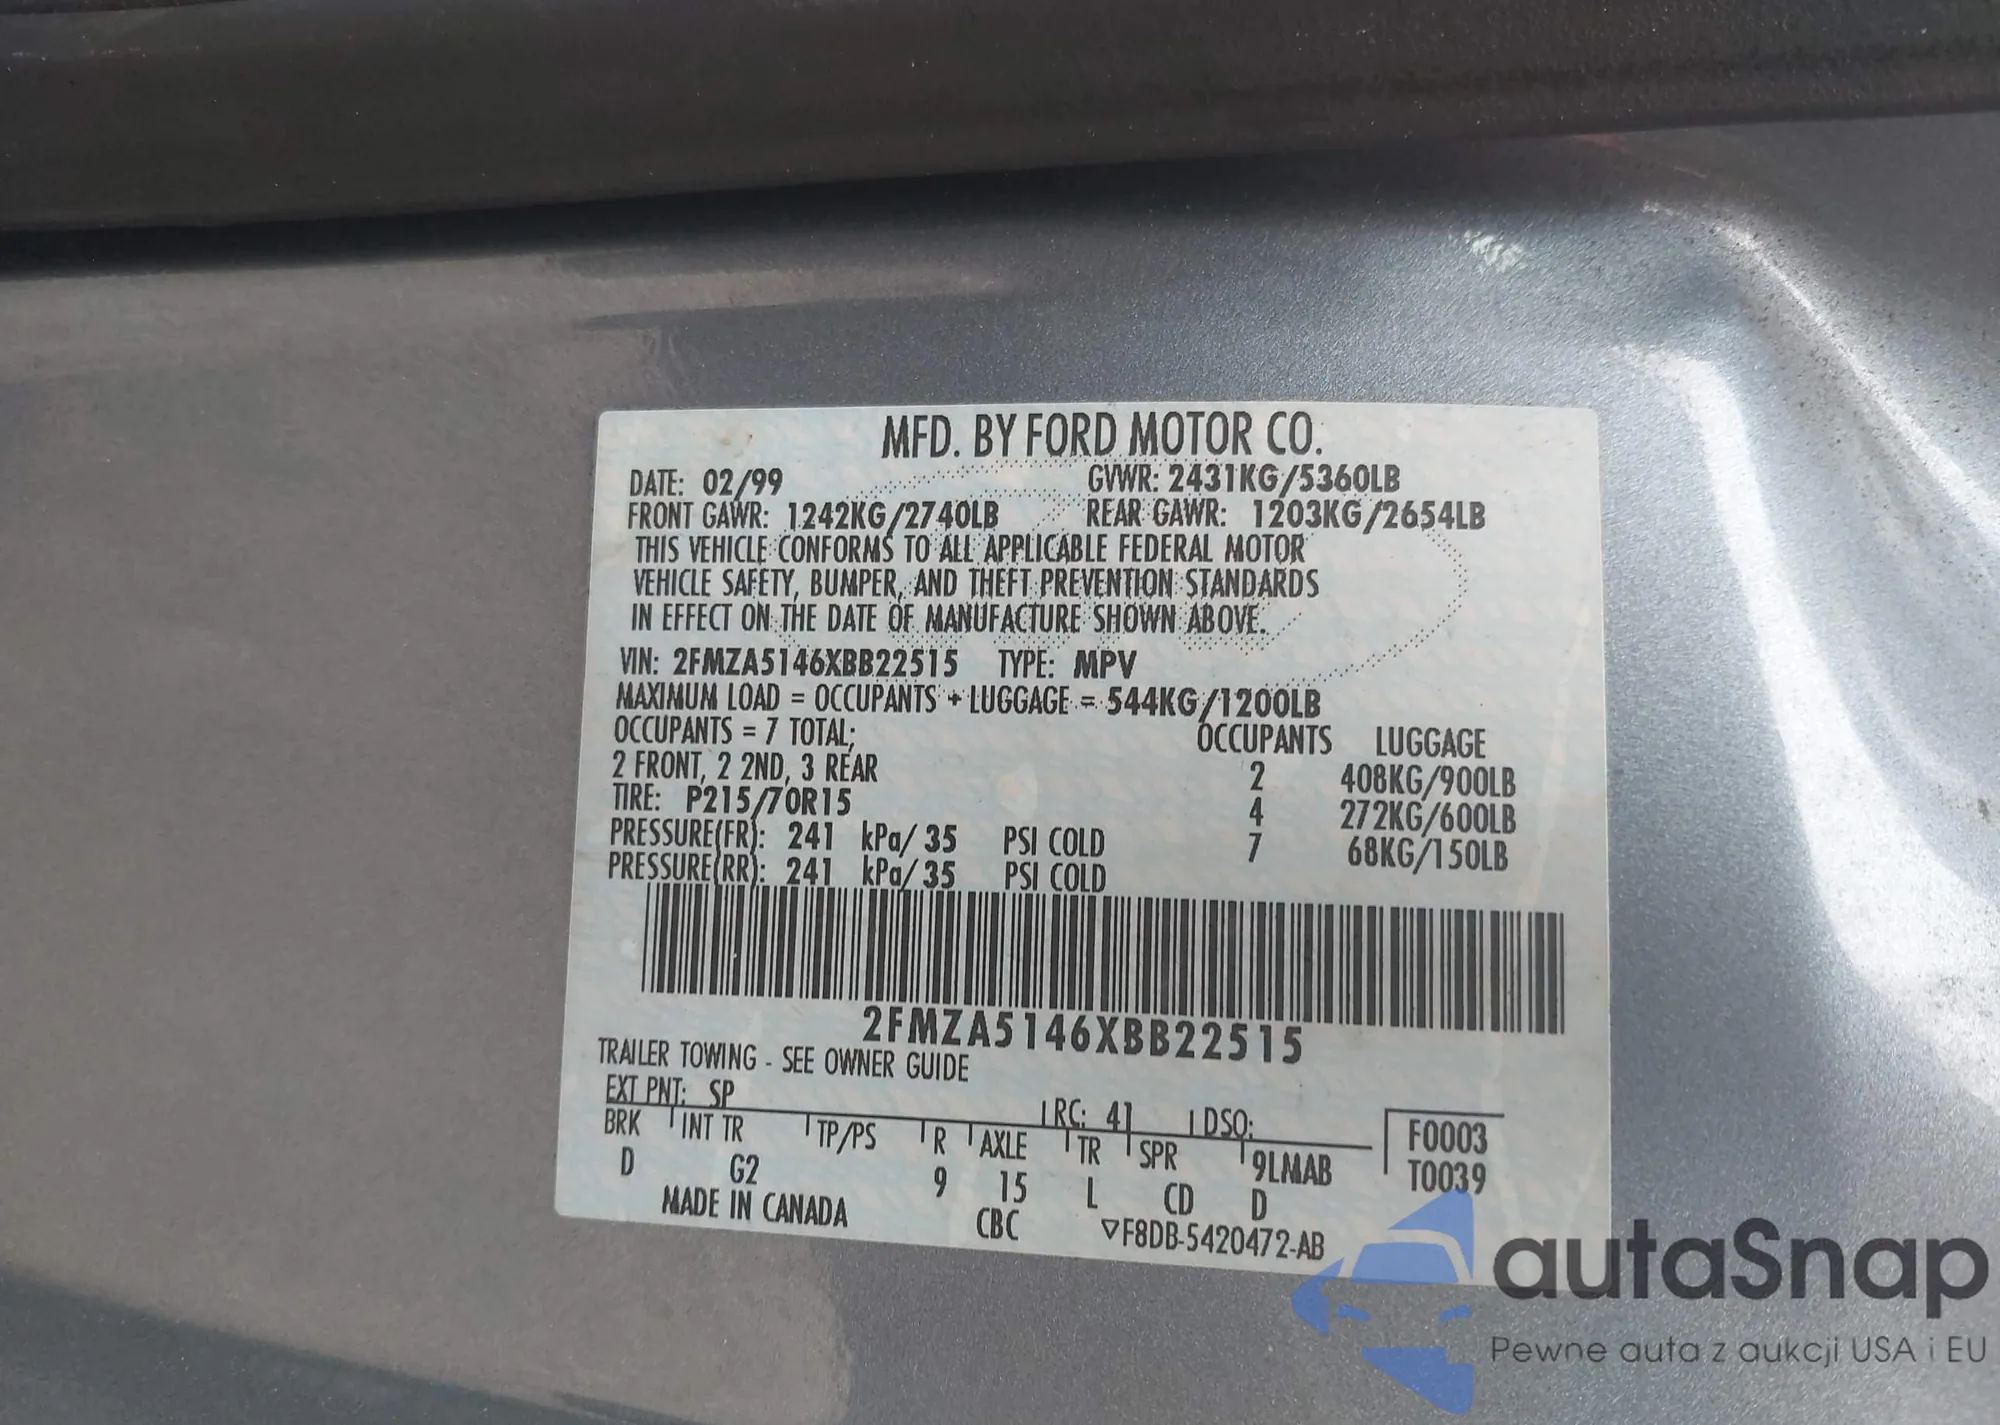 MFD. BY FORD MOTOR CO.
DATE: 02/99 GVWR: 2431KG/5360LB
FRONT GAWR: 1242KG/2740LB REAR GAWR: 1203KG/2654LB
THIS VEHICLE CONFORMS TO ALL APPLICABLE FEDERAL MOTOR
VEHICLE SAFETY, BUMPER, AND THEFT PREVENTION STANDARDS
IN EFFECT ON THE DATE OF MANUFACTURE SHOWN ABOVE.
VIN: 2FMZA5146XBB22515 TYPE: MPV
MAXIMUM LOAD = OCCUPANTS + LUGGAGE = 544KG/1200LB
OCCUPANTS = 7 TOTAL; OCCUPANTS LUGGAGE
2 FRONT, 2 2ND, 3 REAR 2 408KG/900LB
TIRE: P215/70R15 4 272KG/600LB
PRESSURE(FR): 241 kPa/ 35 PSI COLD 7 68KG/150LB
PRESSURE(RR): 241 kPa/ 35 PSI COLD
2FMZA5146XBB22515
TRAILER TOWING - SEE OWNER GUIDE
EXT PNT: SP RC: 41 DSO: F0003
BRK INT TR TP/PS R AXLE TR SPR 9LMAB T0039
D G2 9 15 L CD D
MADE IN CANADA CBC ▽F8DB-5420472-AB
autaSnap
Pewne auta z aukcji USA i EU